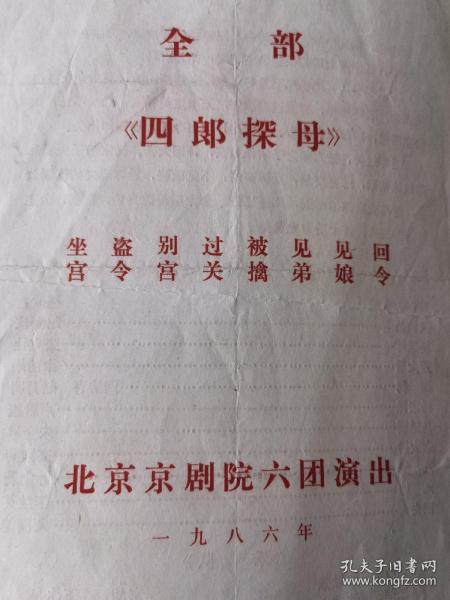 全部
《四郎探母》
坐宫 盗令 别宫 过关 被擒 见弟 见娘 回令
北京京剧院六团演出
一九八六年
孔夫子旧书网
www.kongfz.com